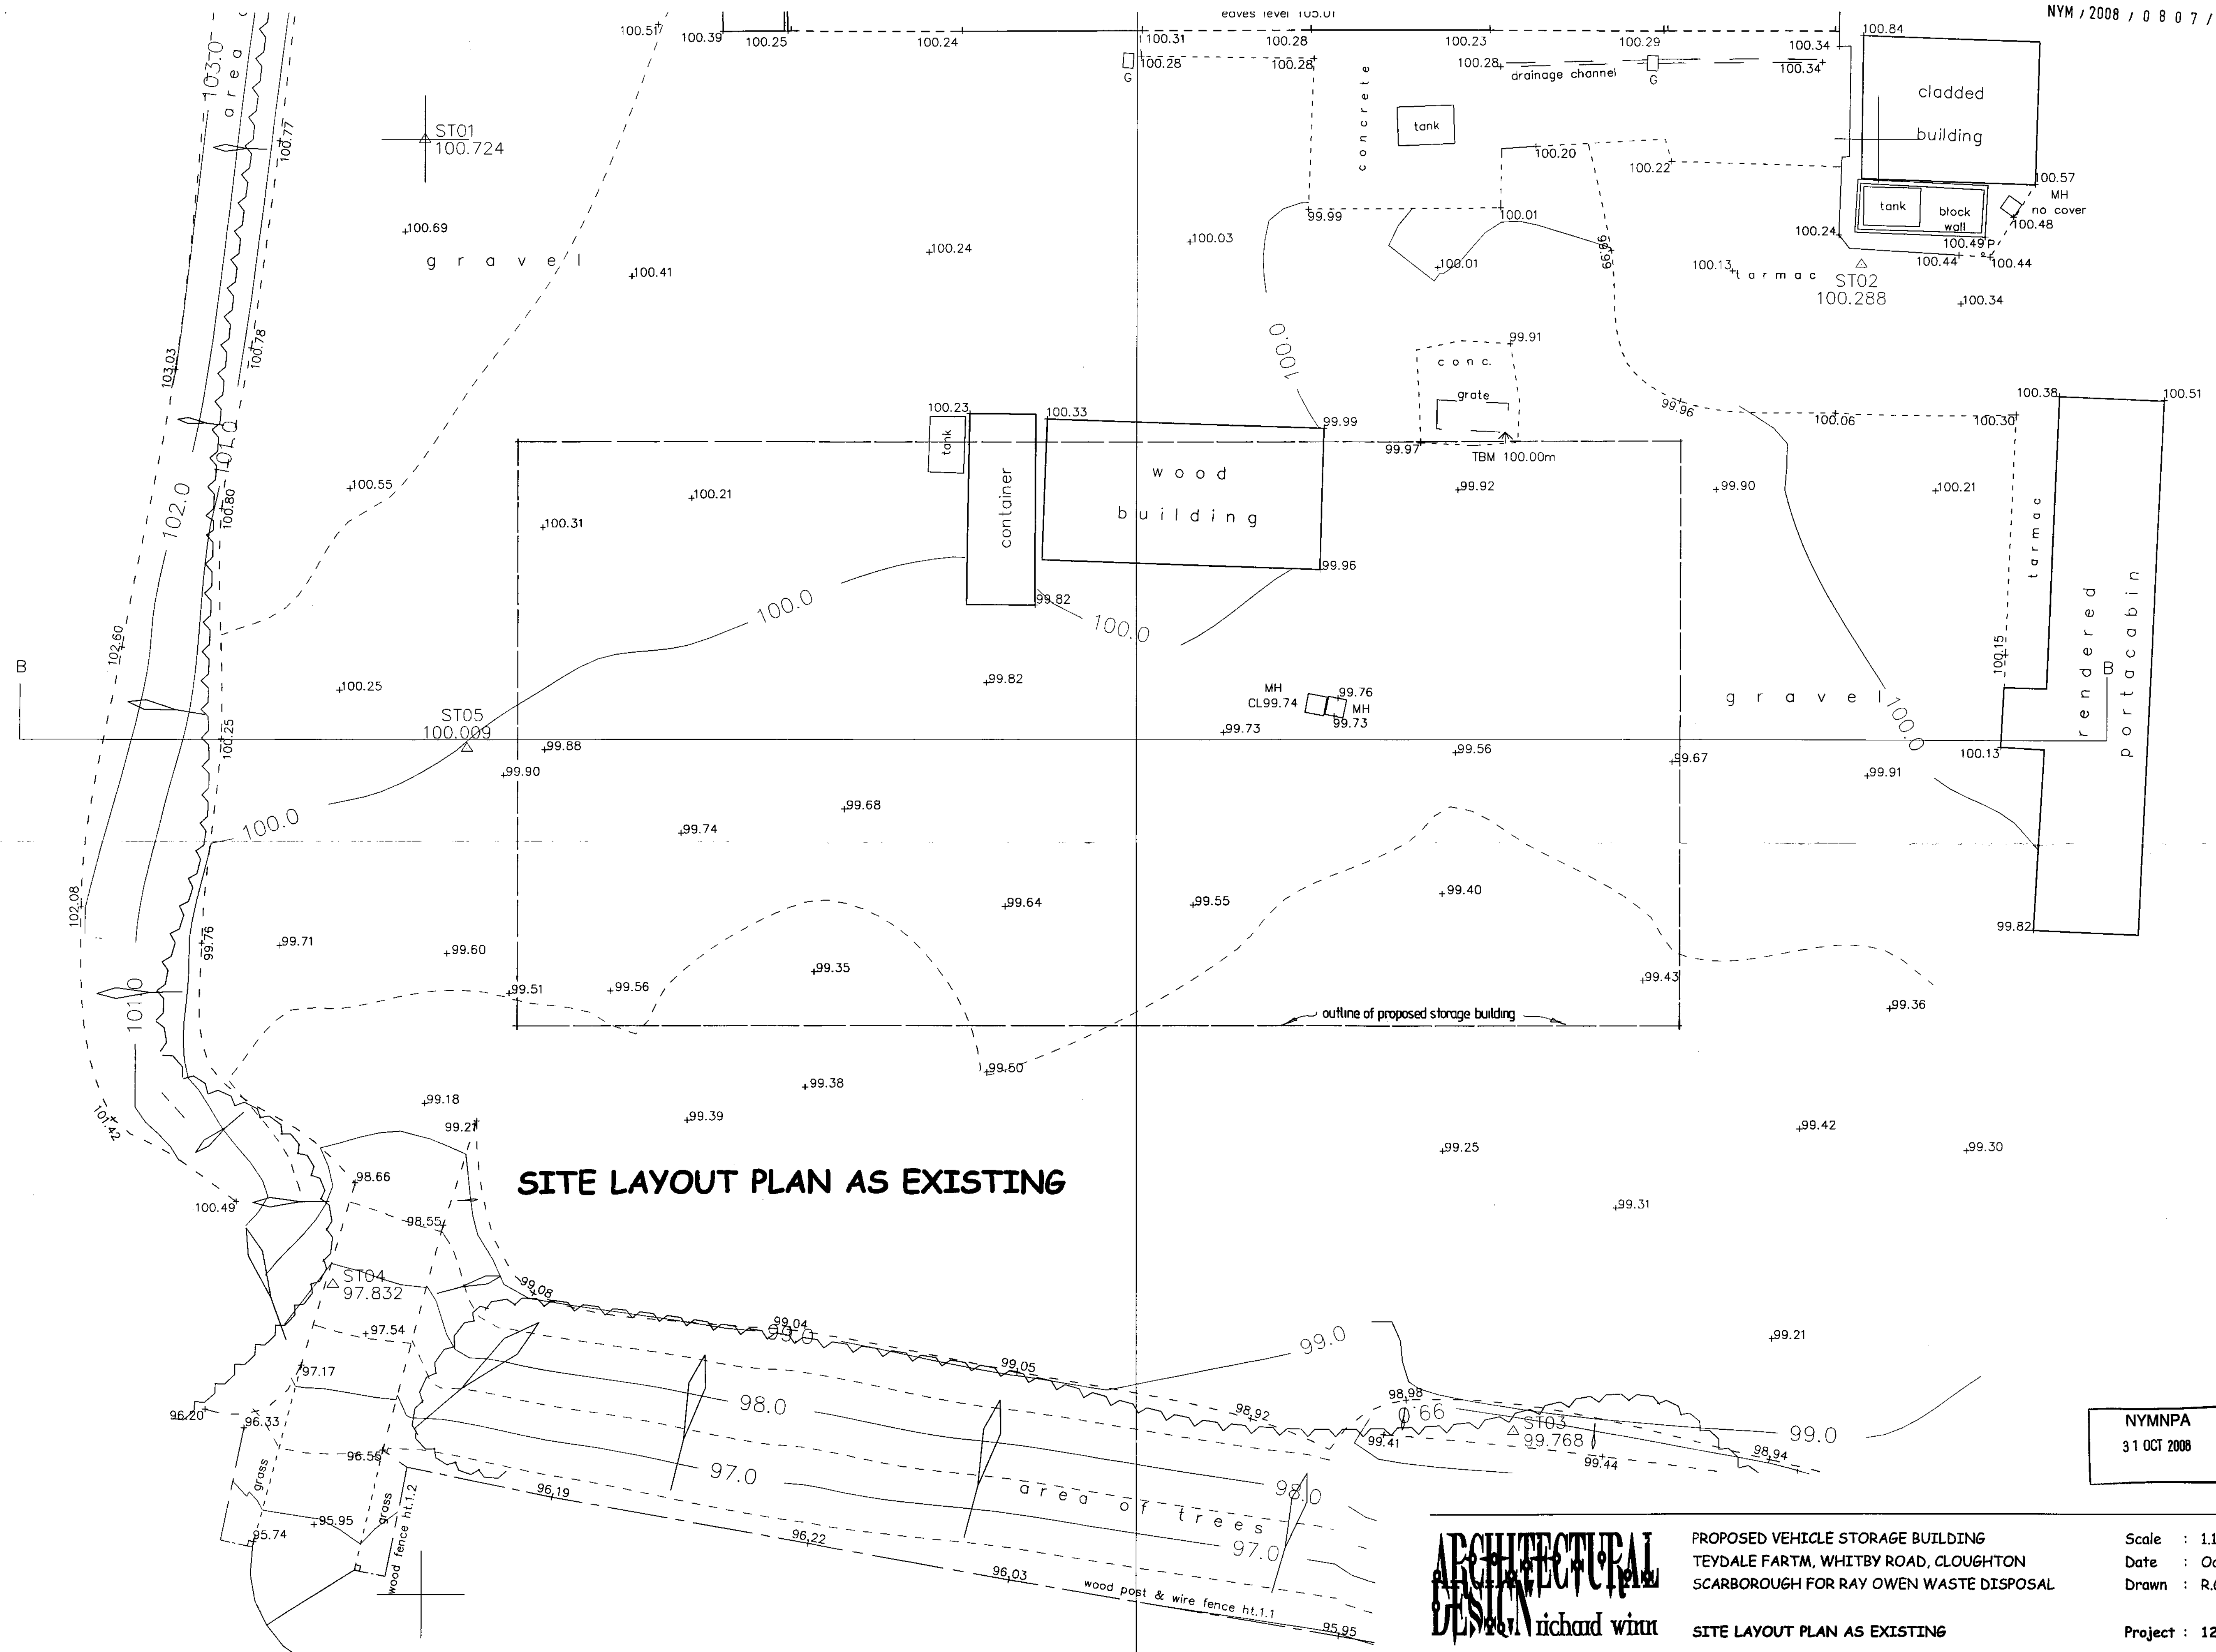 NYM / 2008 / 0 8 0 7 /
eaves level 105.01
100.51
100.39
100.25
100.24
100.31
100.28
100.23
100.29
100.34
100.84
G
100.28
100.28
100.28
drainage channel
G
100.34
103.0
area
100.77
ST01
100.724
concrete
tank
100.20
100.22
cladded
building
100.57
MH
no cover
100.48
tank
block
wall
100.24
100.49
P
100.44
100.44
100.69
gravel
100.41
100.24
100.03
99.99
100.01
100.01
99.99
100.13
tarmac
ST02
100.288
100.34
103.03
100.78
100.0
99.91
conc.
grate
100.23
100.33
99.99
99.97
TBM 100.00m
99.96
100.06
100.30
100.38
100.51
tank
container
wood
building
101.0
102.0
100.80
100.55
100.31
100.21
99.92
99.90
100.21
tarmac
99.96
99.82
100.0
100.0
102.60
B
100.25
99.82
MH
CL99.74
99.76
MH
99.73
gravel
100.0
100.15
rendered
portacabin
B
ST05
100.009
100.25
99.88
99.90
99.73
99.56
99.67
99.91
100.13
100.0
99.74
99.68
102.08
99.76
99.71
99.60
99.64
99.55
99.40
99.82
101.0
99.51
99.56
99.35
99.43
99.36
outline of proposed storage building
101.42
99.18
99.27
99.39
99.38
99.50
99.25
99.42
99.30
SITE LAYOUT PLAN AS EXISTING
98.66
100.49
98.55
99.31
ST04
97.832
99.08
99.04
99.0
99.0
99.21
97.54
97.17
99.05
98.0
98.92
98.98
99.0
ST03
99.768
99.41
99.44
98.94
99.0
96.20
96.33
96.55
97.0
98.0
grass
grass
wood fence ht.1.2
96.19
area of trees
97.0
95.74
95.95
96.22
96.03
wood post & wire fence ht.1.1
95.95
NYMNPA
31 OCT 2008
ARCHITECTURAL
DESIGN richard winn
PROPOSED VEHICLE STORAGE BUILDING
TEYDALE FARTM, WHITBY ROAD, CLOUGHTON
SCARBOROUGH FOR RAY OWEN WASTE DISPOSAL
SITE LAYOUT PLAN AS EXISTING
Scale : 1.1
Date : Oc
Drawn : R.
Project : 12